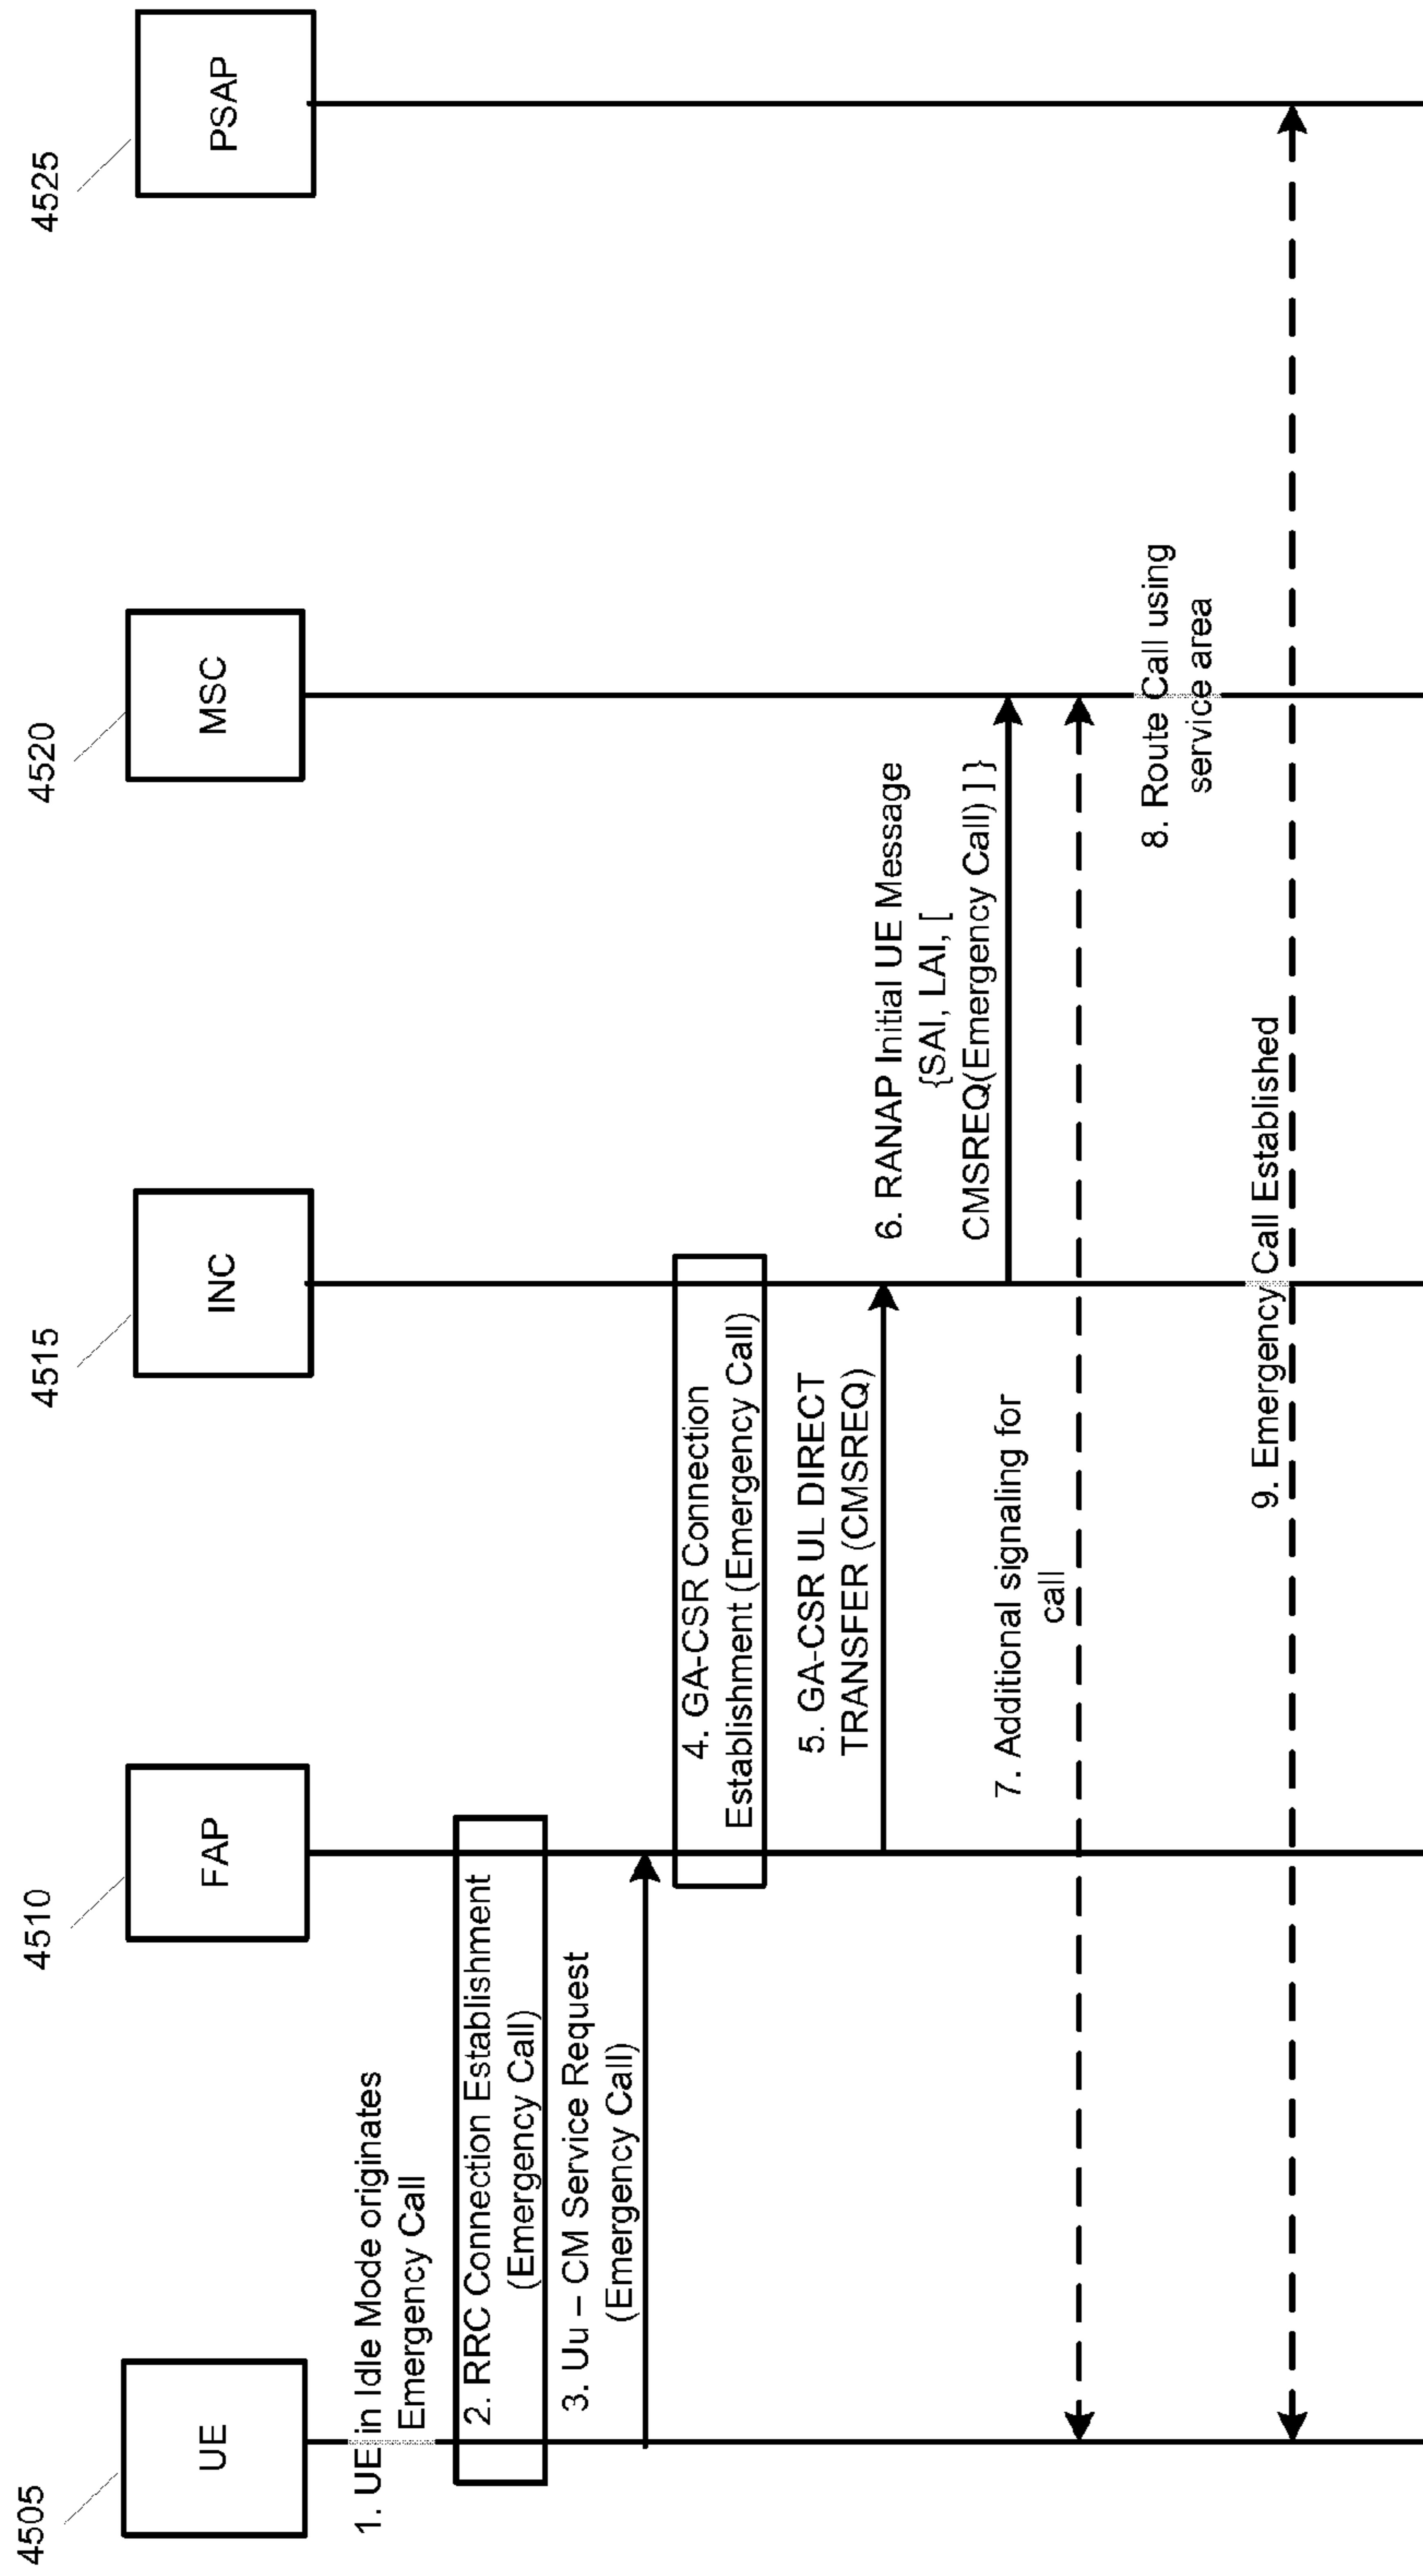 4505
4510
4515
4520
4525
UE
FAP
INC
MSC
PSAP
1. UE in Idle Mode originates
Emergency Call
2. RRC Connection Establishment
(Emergency Call)
3. Uu – CM Service Request
(Emergency Call)
4. GA-CSR Connection
Establishment (Emergency Call)
5. GA-CSR UL DIRECT
TRANSFER (CMSREQ)
6. RANAP Initial UE Message
{SAI, LAI, [
CMSREQ(Emergency Call) ] }
7. Additional signaling for
call
8. Route Call using
service area
9. Emergency Call Established